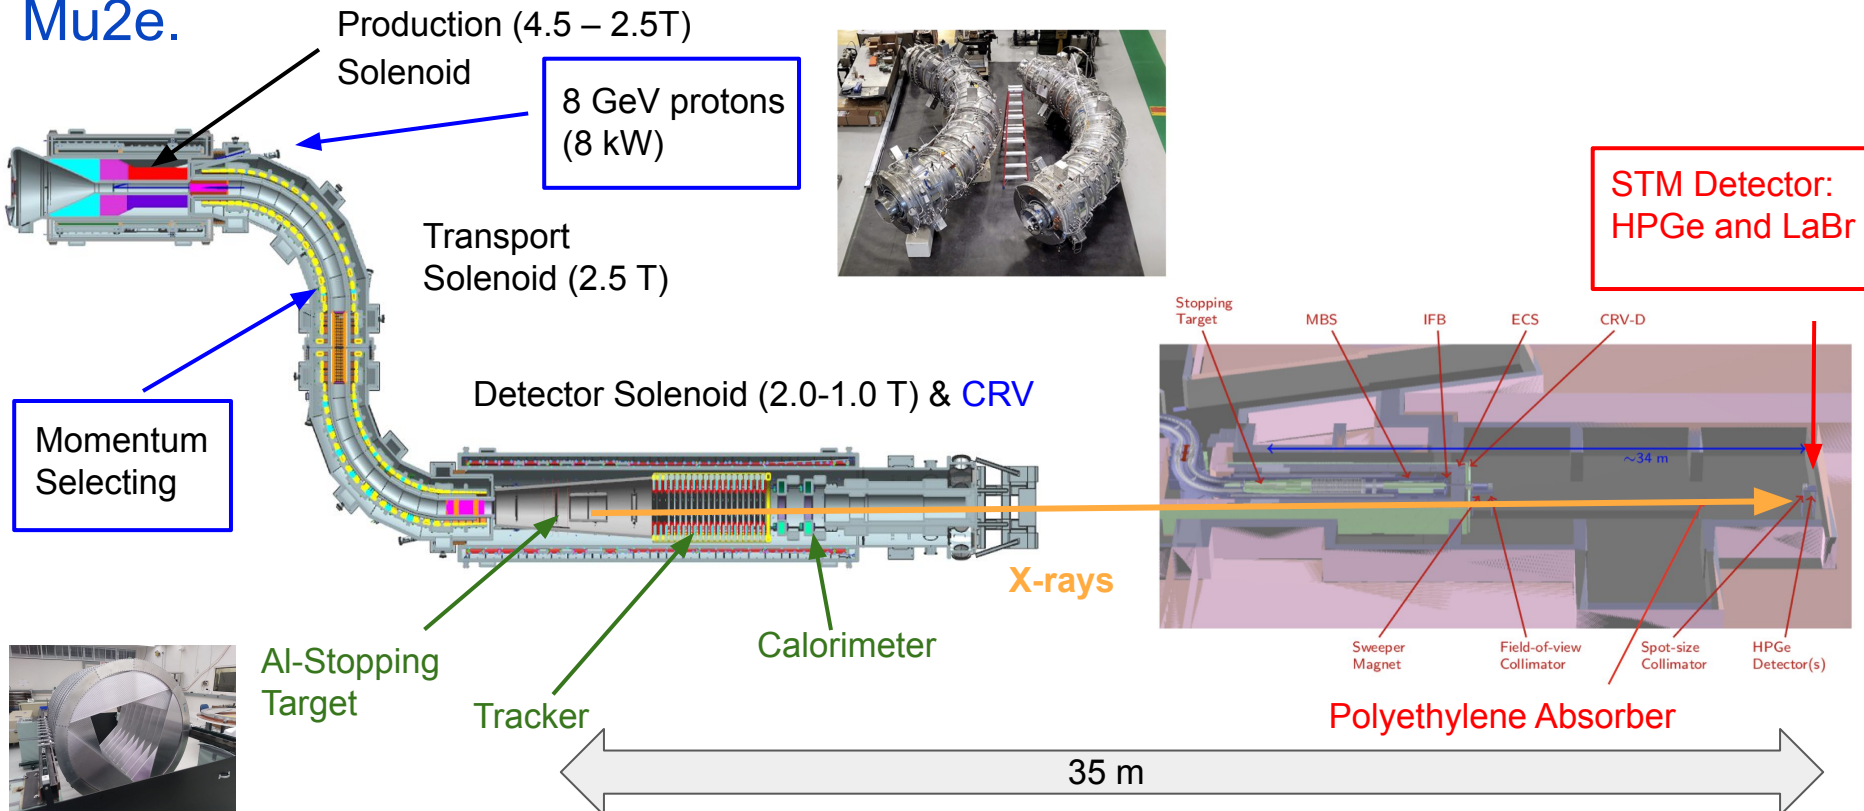 Mu2e.
Production (4.5 – 2.5T)
Solenoid
8 GeV protons
(8 kW)
STM Detector:
HPGe and LaBr
Transport
Solenoid (2.5 T)
Stopping
Target
MBS
IFB
ECS
CRV-D
Detector Solenoid (2.0-1.0 T) & CRV
Momentum
Selecting
~34 m
X-rays
Al-Stopping
Target
Tracker
Calorimeter
Sweeper
Magnet
Field-of-view
Collimator
Spot-size
Collimator
HPGe
Detector(s)
Polyethylene Absorber
35 m